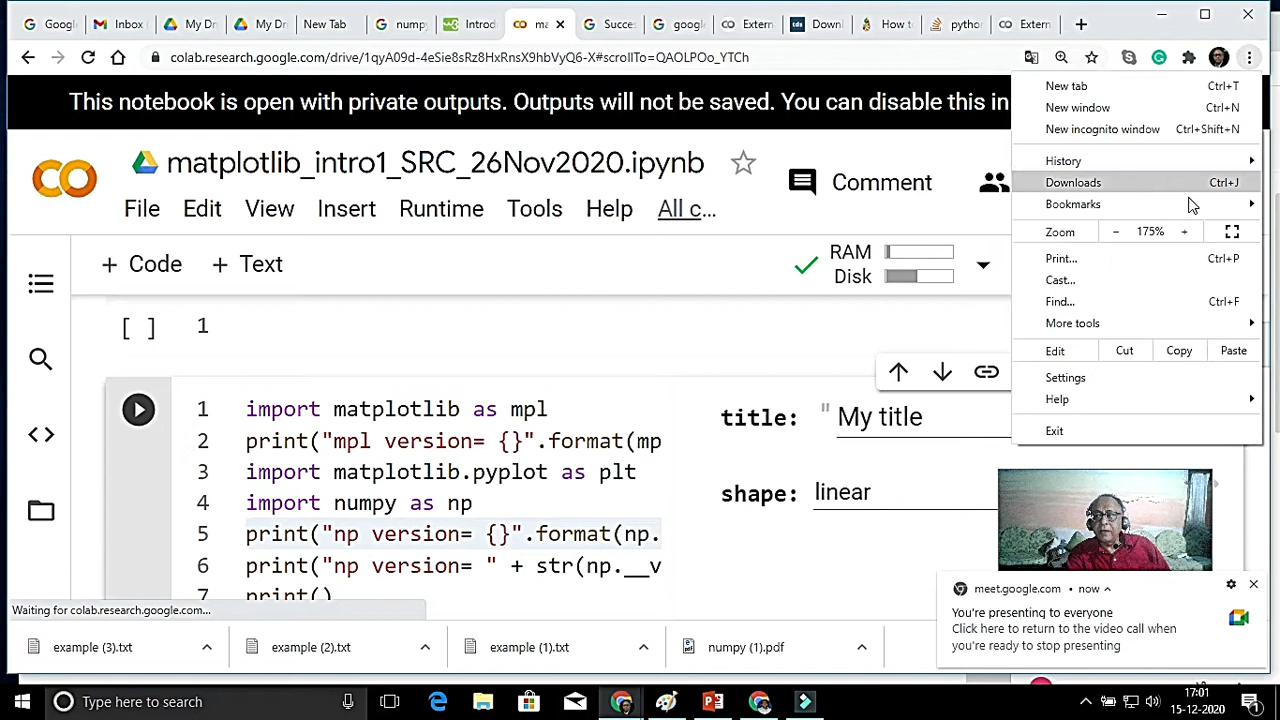 Googl
Inbox
My Dr
My Dr
New Tab
nump
Introd
ma
Succe
google
Extern
tds
Downl
How t
python
Extern
colab.research.google.com/drive/1qyA09d-4eSie8sRz8HxRnsX9hbVyQ6-X#scrollTo=QAOLPOo_YTCh
This notebook is open with private outputs. Outputs will not be saved. You can disable this in
matplotlib_intro1_SRC_26Nov2020.ipynb
Comment
File Edit View Insert Runtime Tools Help All c...
+ Code + Text
RAM
Disk
[ ] 1
1 import matplotlib as mpl
2 print("mpl version= {}".format(mp
3 import matplotlib.pyplot as plt
4 import numpy as np
5 print("np version= {}".format(np.
6 print("np version= " + str(np.__v
7 print()
title: " My title
shape: linear
New tab Ctrl+T
New window Ctrl+N
New incognito window Ctrl+Shift+N
History
Downloads Ctrl+J
Bookmarks
Zoom - 175% +
Print... Ctrl+P
Cast...
Find... Ctrl+F
More tools
Edit Cut Copy Paste
Settings
Help
Exit
meet.google.com • now
You're presenting to everyone
Click here to return to the video call when
you're ready to stop presenting
Waiting for colab.research.google.com...
example (3).txt
example (2).txt
example (1).txt
numpy (1).pdf
Type here to search
17:01
15-12-2020
1